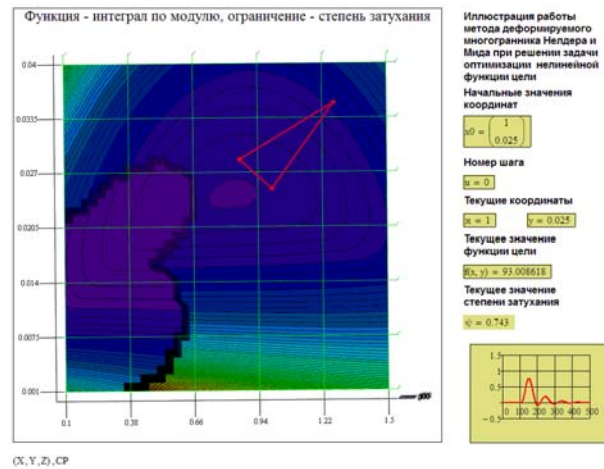 Функция - интеграл по модулю, ограничение - степень затухания
0.04
0.0335
0.027
0.0205
0.014
0.0075
0.001
0.1
0.38
0.66
0.94
1.22
1.5
(X, Y, Z), CP
Иллюстрация работы
метода деформируемого
многогранника Нелдера и
Мида при решении задачи
оптимизации нелинейной
функции цели
Начальные значения
координат
x0 = ( 1 0.025 )
Номер шага
u = 0
Текущие координаты
x = 1 y = 0.025
Текущее значение
функции цели
f(x, y) = 93.008618
Текущее значение
степени затухания
ψ = 0.743
1.5
1
0.5
−0.5
0 100 200 300 400 500